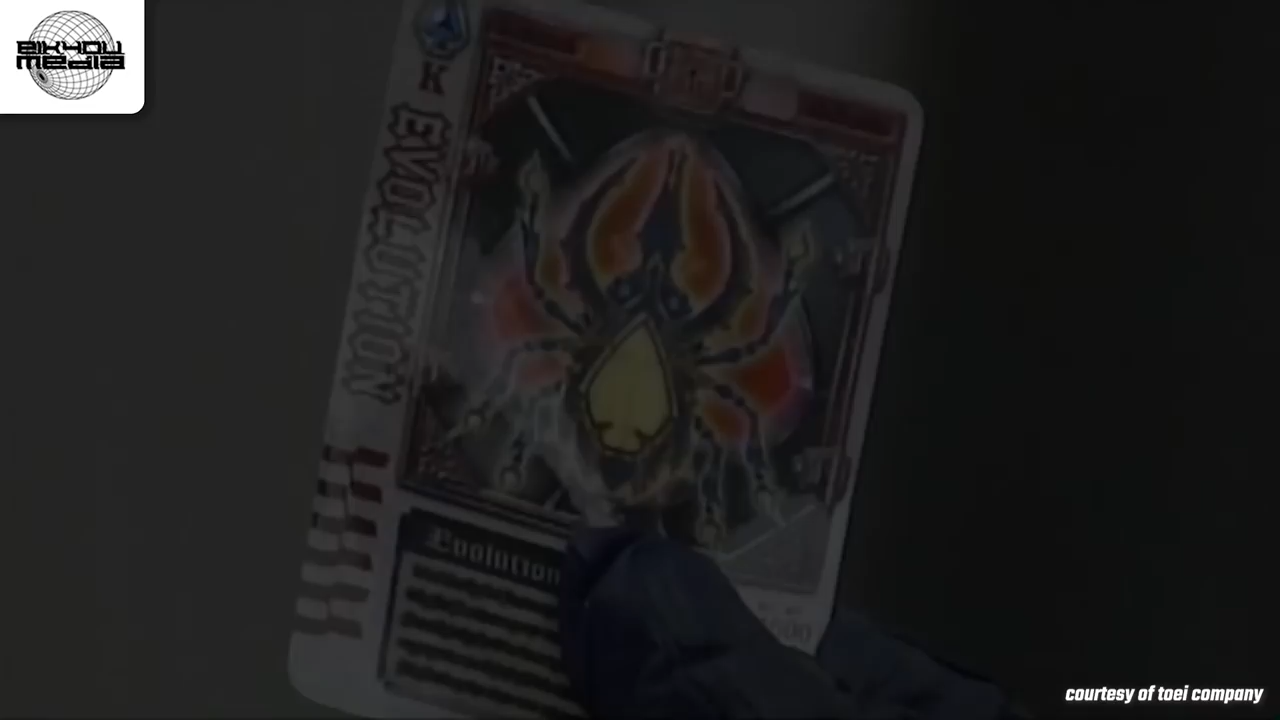 BIKYOU
MEDIA
K
EVOLUTION
Evolution
courtesy of toei company